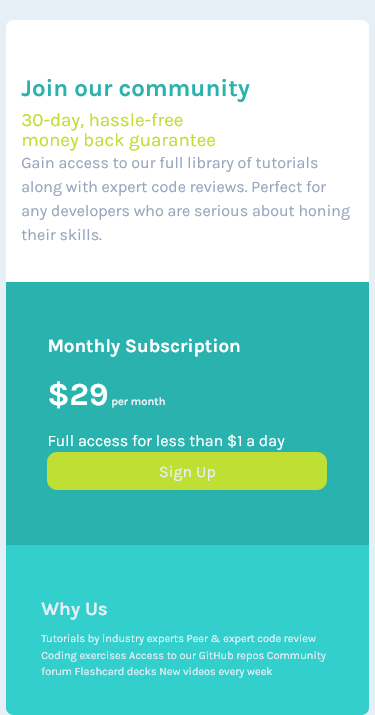 Join our community
30-day, hassle-free
money back guarantee
Gain access to our full library of tutorials
along with expert code reviews. Perfect for
any developers who are serious about honing
their skills.
Monthly Subscription
$29 per month
Full access for less than $1 a day
Sign Up
Why Us
Tutorials by industry experts Peer & expert code review
Coding exercises Access to our GitHub repos Community
forum Flashcard decks New videos every week